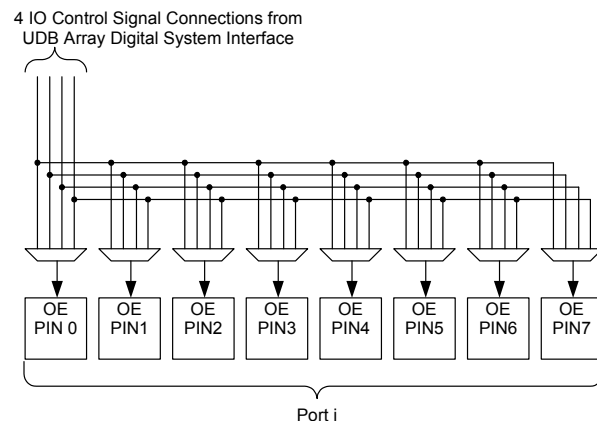 4 IO Control Signal Connections from
UDB Array Digital System Interface
OE
PIN 0
OE
PIN1
OE
PIN2
OE
PIN3
OE
PIN4
OE
PIN5
OE
PIN6
OE
PIN7
Port i